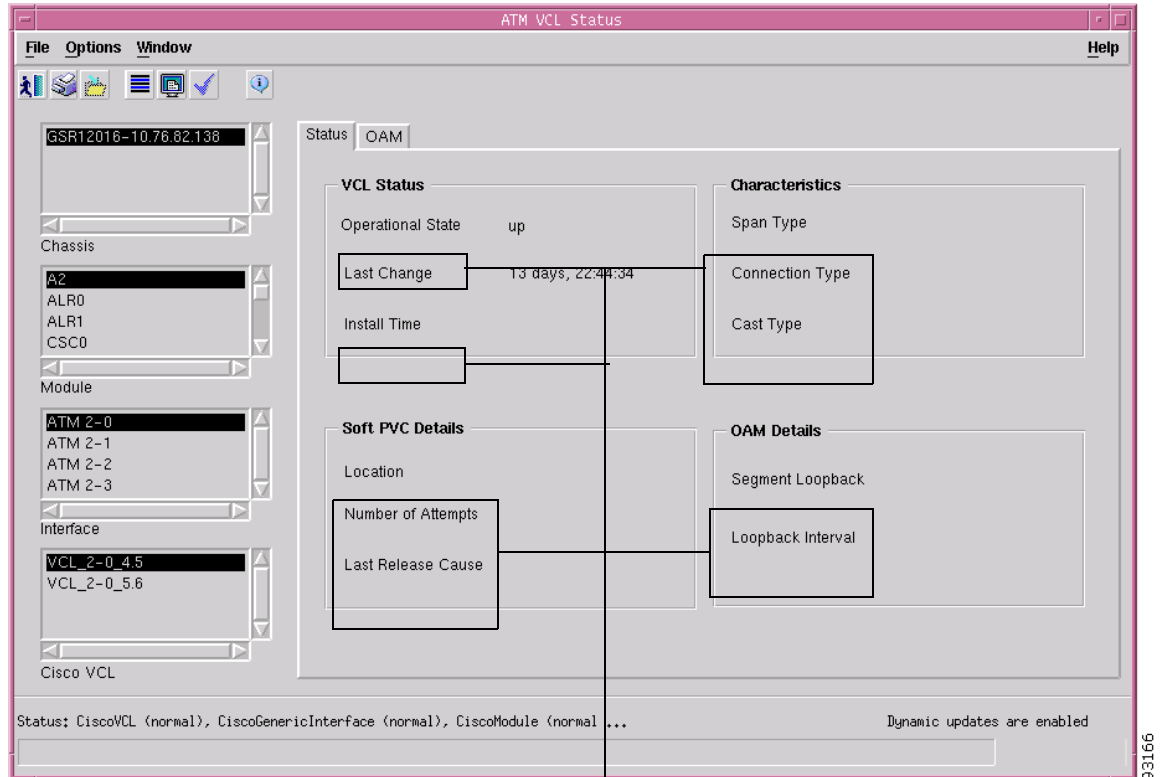 ATM VCL Status
File Options Window Help
GSR12016-10.76.82.138
Chassis
A2
ALR0
ALR1
CSC0
Module
ATM 2-0
ATM 2-1
ATM 2-2
ATM 2-3
Interface
VCL_2-0_4.5
VCL_2-0_5.6
Cisco VCL
Status OAM
VCL Status
Operational State up
Last Change 13 days, 22:44:34
Install Time
Characteristics
Span Type
Connection Type
Cast Type
Soft PVC Details
Location
Number of Attempts
Last Release Cause
OAM Details
Segment Loopback
Loopback Interval
Status: CiscoVCL (normal), CiscoGenericInterface (normal), CiscoModule (normal ...
Dynamic updates are enabled
93166